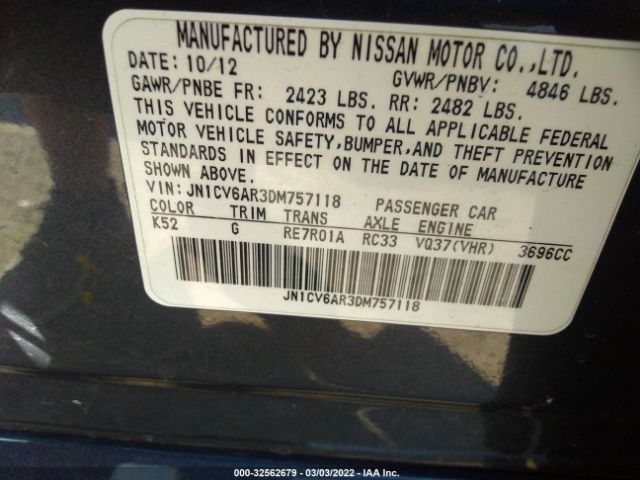 MANUFACTURED BY NISSAN MOTOR CO.,LTD.
DATE: 10/12 GVWR/PNBV: 4846 LBS.
GAWR/PNBE FR: 2423 LBS. RR: 2482 LBS.
THIS VEHICLE CONFORMS TO ALL APPLICABLE FEDERAL
MOTOR VEHICLE SAFETY,BUMPER,AND THEFT PREVENTION
STANDARDS IN EFFECT ON THE DATE OF MANUFACTURE
SHOWN ABOVE.
VIN: JN1CV6AR3DM757118 PASSENGER CAR
COLOR TRIM TRANS AXLE ENGINE
K52 G RE7R01A RC33 VQ37(VHR) 3696CC
JN1CV6AR3DM757118
000-32562679 - 03/03/2022 - IAA Inc.